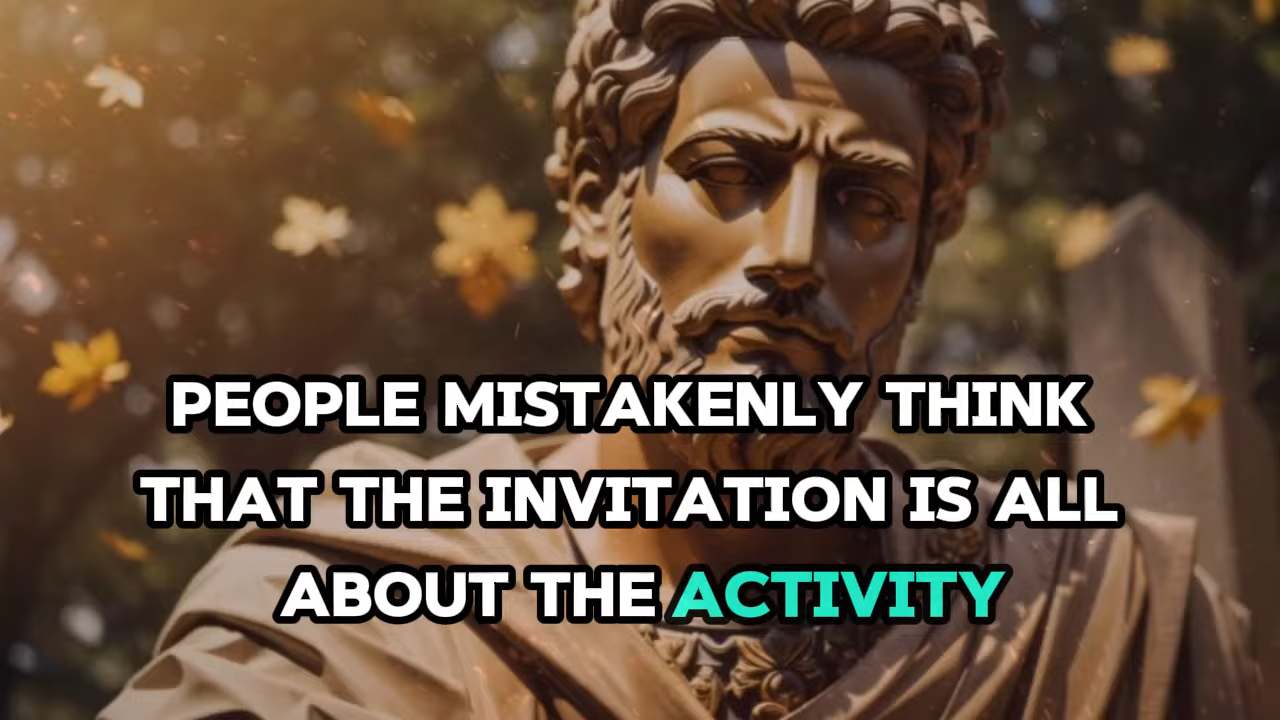 PEOPLE MISTAKENLY THINK
THAT THE INVITATION IS ALL
ABOUT THE ACTIVITY